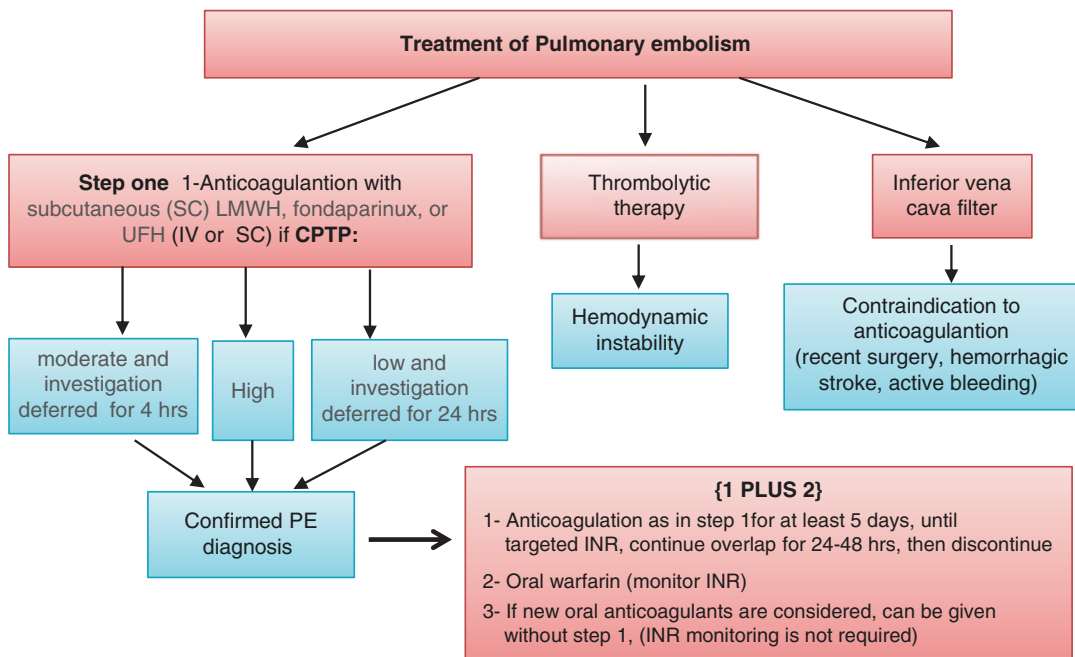 Treatment of Pulmonary embolism
Step one 1-Anticoagulantion with
subcutaneous (SC) LMWH, fondaparinux, or
UFH (IV or SC) if CPTP:
Thrombolytic
therapy
Inferior vena
cava filter
moderate and
investigation
deferred for 4 hrs
High
low and
investigation
deferred for 24 hrs
Hemodynamic
instability
Contraindication to
anticoagulantion
(recent surgery, hemorrhagic
stroke, active bleeding)
Confirmed PE
diagnosis
{1 PLUS 2}
1- Anticoagulation as in step 1for at least 5 days, until
targeted INR, continue overlap for 24-48 hrs, then discontinue
2- Oral warfarin (monitor INR)
3- If new oral anticoagulants are considered, can be given
without step 1, (INR monitoring is not required)